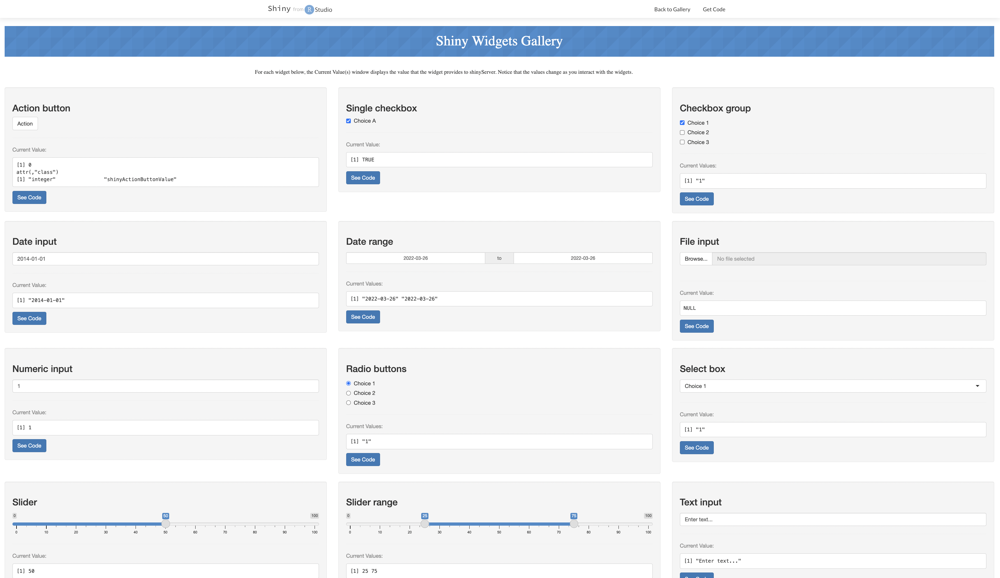 Shiny from R Studio
Back to Gallery
Get Code
Shiny Widgets Gallery
For each widget below, the Current Value(s) window displays the value that the widget provides to shinyServer. Notice that the values change as you interact with the widgets.
Action button
Action
Current Value:
[1] 0
attr(,"class")
[1] "integer"                "shinyActionButtonValue"
See Code
Single checkbox
Choice A
Current Value:
[1] TRUE
See Code
Checkbox group
Choice 1
Choice 2
Choice 3
Current Values:
[1] "1"
See Code
Date input
2014-01-01
Current Value:
[1] "2014-01-01"
See Code
Date range
2022-03-26 to 2022-03-26
Current Values:
[1] "2022-03-26" "2022-03-26"
See Code
File input
Browse... No file selected
Current Value:
NULL
See Code
Numeric input
1
Current Value:
[1] 1
See Code
Radio buttons
Choice 1
Choice 2
Choice 3
Current Values:
[1] "1"
See Code
Select box
Choice 1
Current Value:
[1] "1"
See Code
Slider
0 50 100
0 10 20 30 40 50 60 70 80 90 100
Current Value:
[1] 50
Slider range
0 25 75 100
0 10 20 30 40 50 60 70 80 90 100
Current Values:
[1] 25 75
Text input
Enter text...
Current Value:
[1] "Enter text..."